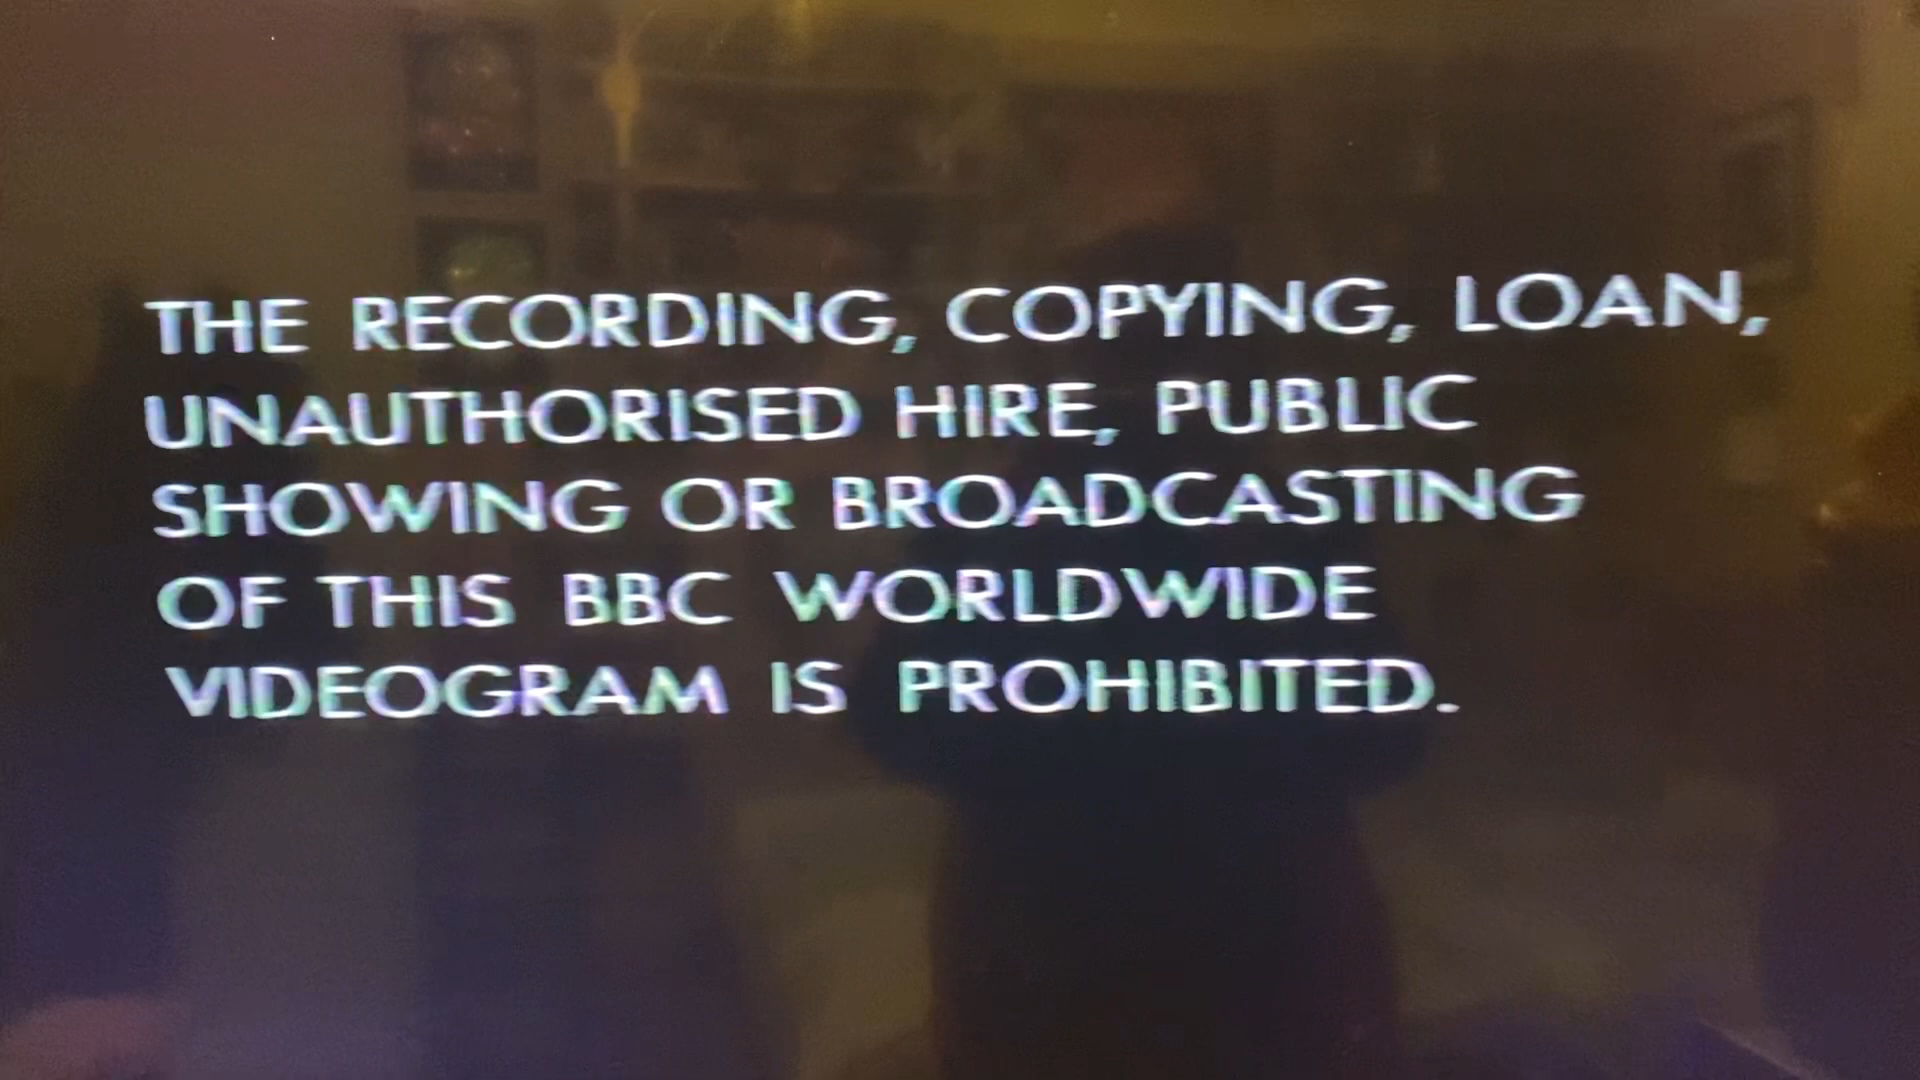 THE RECORDING, COPYING, LOAN,
UNAUTHORISED HIRE, PUBLIC
SHOWING OR BROADCASTING
OF THIS BBC WORLDWIDE
VIDEOGRAM IS PROHIBITED.